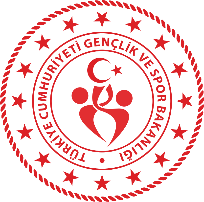 TÜRKİYE CUMHURİYETİ GENÇLİK VE SPOR BAKANLIĞI